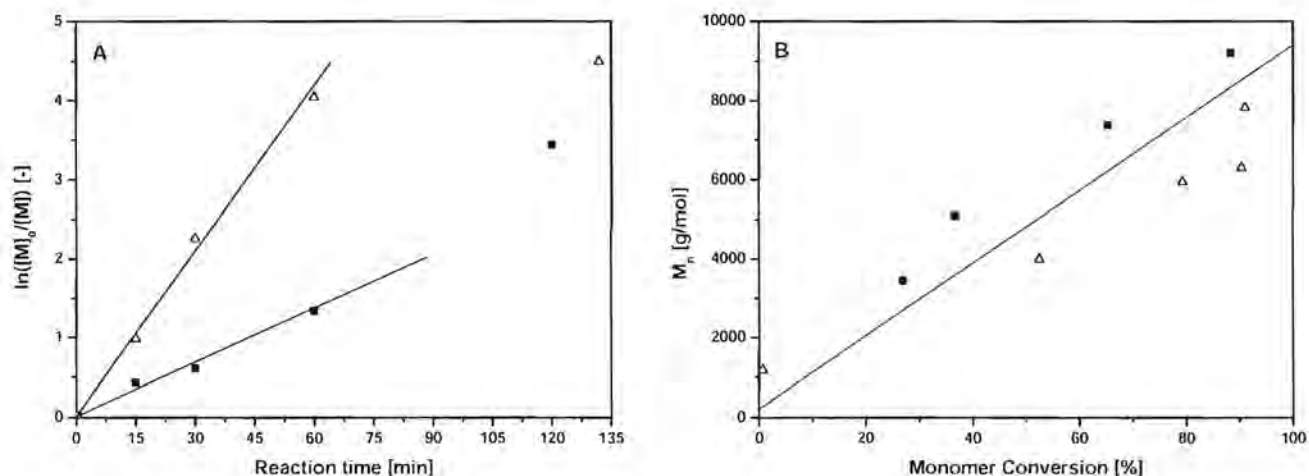 A
5
4
3
2
1
0
ln([M]₀/[M]) [-]
0 15 30 45 60 75 90 105 120 135
Reaction time [min]
B
10000
8000
6000
4000
2000
0
Mₙ [g/mol]
0 20 40 60 80 100
Monomer Conversion [%]